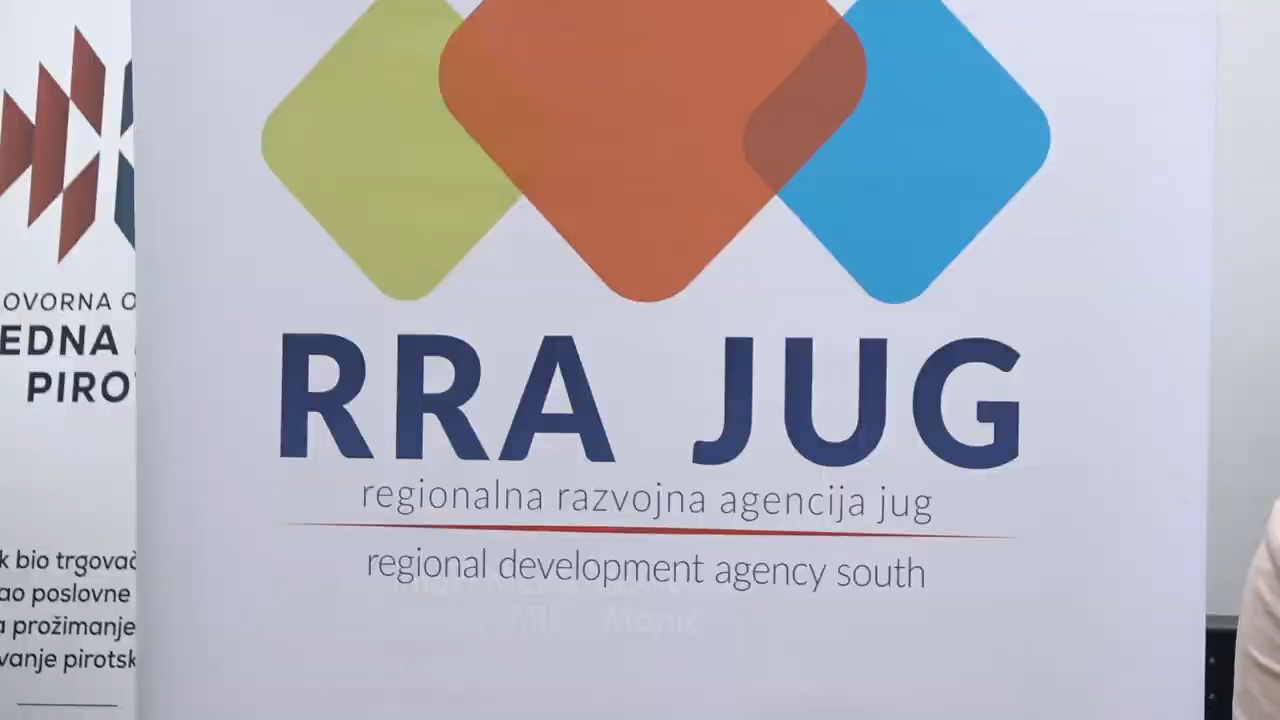 OVORNA O
EDNA
PIRO
k bio trgovač
ao poslovne
a prožimanje
vanje pirotsk
RRA JUG
regionalna razvojna agencija jug
regional development agency south